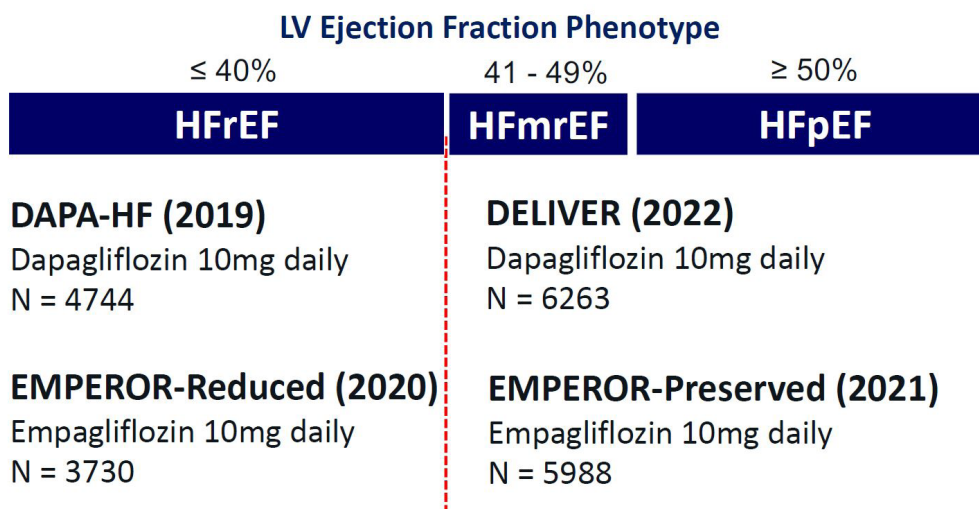 LV Ejection Fraction Phenotype
≤ 40% 41 - 49% ≥ 50%
HFrEF HFmrEF HFpEF
DAPA-HF (2019)
Dapagliflozin 10mg daily
N = 4744
DELIVER (2022)
Dapagliflozin 10mg daily
N = 6263
EMPEROR-Reduced (2020)
Empagliflozin 10mg daily
N = 3730
EMPEROR-Preserved (2021)
Empagliflozin 10mg daily
N = 5988